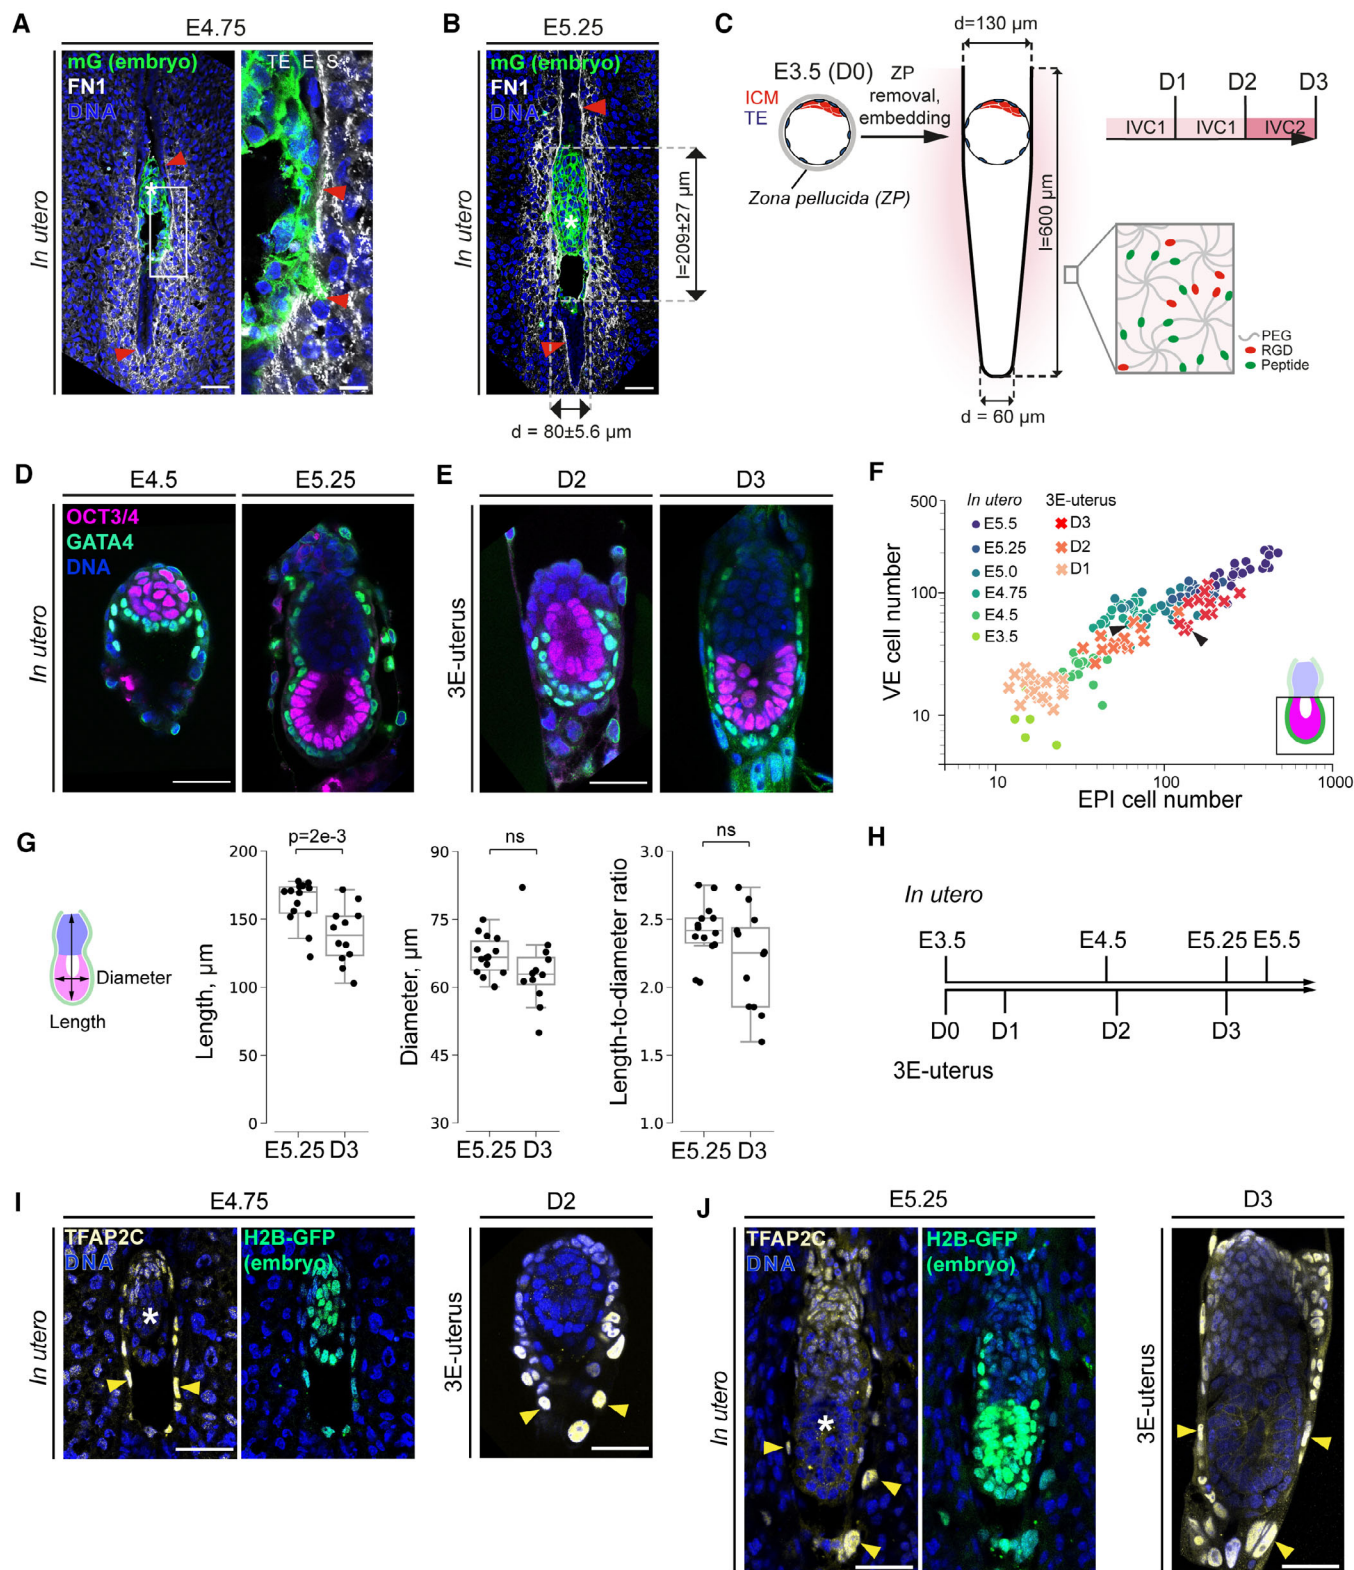 A
E4.75
In utero
mG (embryo)
FN1
DNA
TE E S
B
E5.25
In utero
mG (embryo)
FN1
DNA
l=209±27 µm
d = 80±5.6 µm
C
d=130 µm
E3.5 (D0)
ICM
TE
ZP
removal,
embedding
Zona pellucida (ZP)
l=600 µm
d = 60 µm
D1 D2 D3
IVC1 IVC1 IVC2
PEG
RGD
Peptide
D
E4.5 E5.25
In utero
OCT3/4
GATA4
DNA
E
D2 D3
3E-uterus
F
VE cell number
500
100
10
In utero
E5.5
E5.25
E5.0
E4.75
E4.5
E3.5
3E-uterus
D3
D2
D1
10 100 1000
EPI cell number
G
Diameter
Length
Length, µm
p=2e-3
200
150
100
50
0
E5.25 D3
Diameter, µm
ns
90
75
60
45
30
E5.25 D3
Length-to-diameter ratio
ns
3.0
2.5
2.0
1.5
1.0
E5.25 D3
H
In utero
E3.5 E4.5 E5.25 E5.5
D0 D1 D2 D3
3E-uterus
I
E4.75
In utero
TFAP2C
DNA
H2B-GFP
(embryo)
D2
3E-uterus
J
E5.25
In utero
TFAP2C
DNA
H2B-GFP
(embryo)
D3
3E-uterus